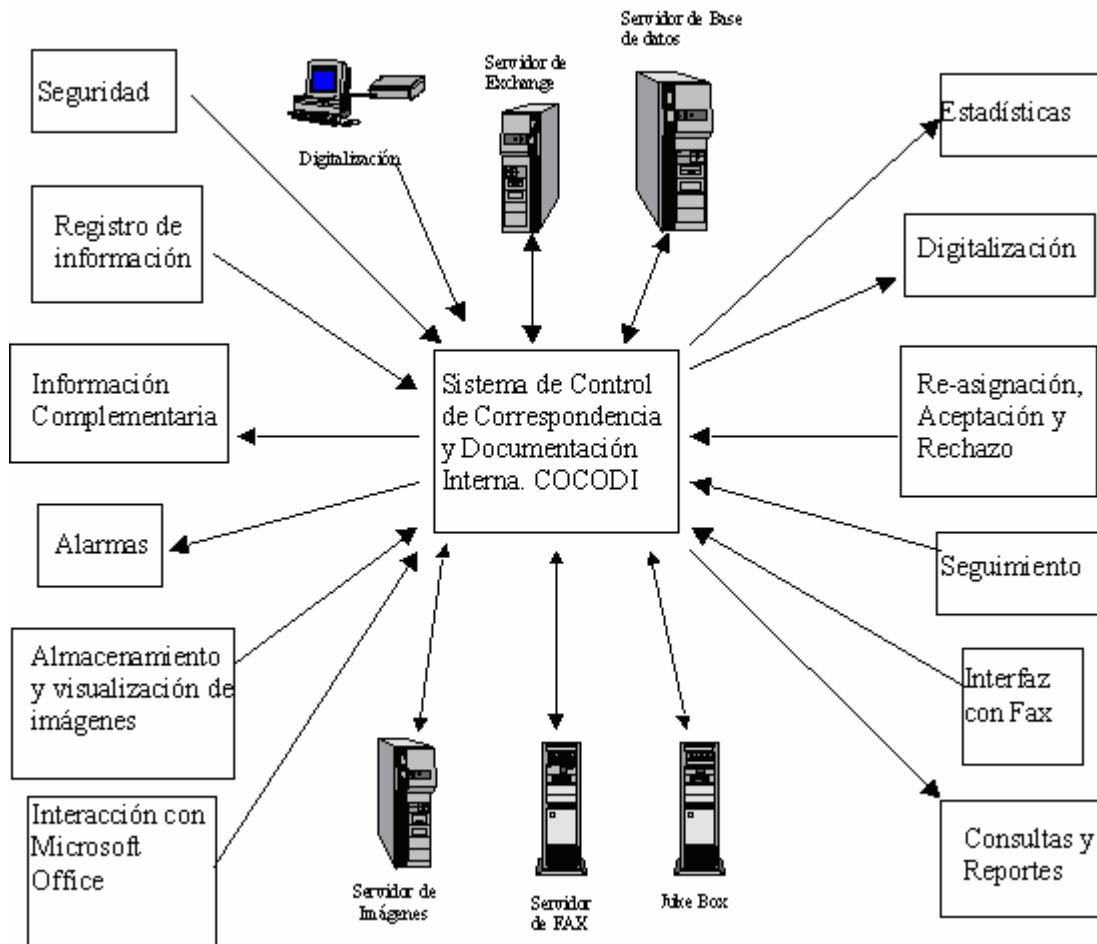 Servidor de Base
de datos
Servidor de
Exchange
Seguridad
Estadísticas
Digitalización
Registro de
información
Digitalización
Información
Complementaria
Sistema de Control
de Correspondencia
y Documentación
Interna. COCODI
Re-asignación,
Aceptación y
Rechazo
Alarmas
Seguimiento
Almacenamiento
y visualización de
imágenes
Interfaz
con Fax
Interacción con
Microsoft
Office
Consultas y
Reportes
Servidor de
Imágenes
Servidor
de FAX
Juke Box